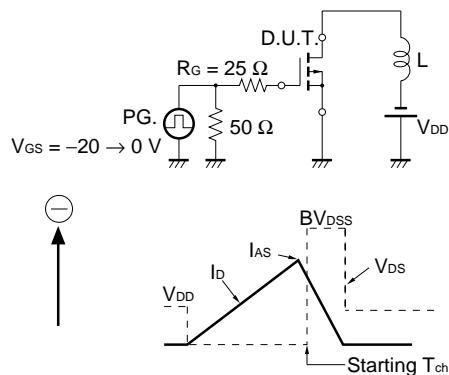 D.U.T.
RG = 25 Ω
L
PG.
50 Ω
VDD
VGS = −20 → 0 V
−
BVDSS
IAS
ID
VDS
VDD
Starting Tch